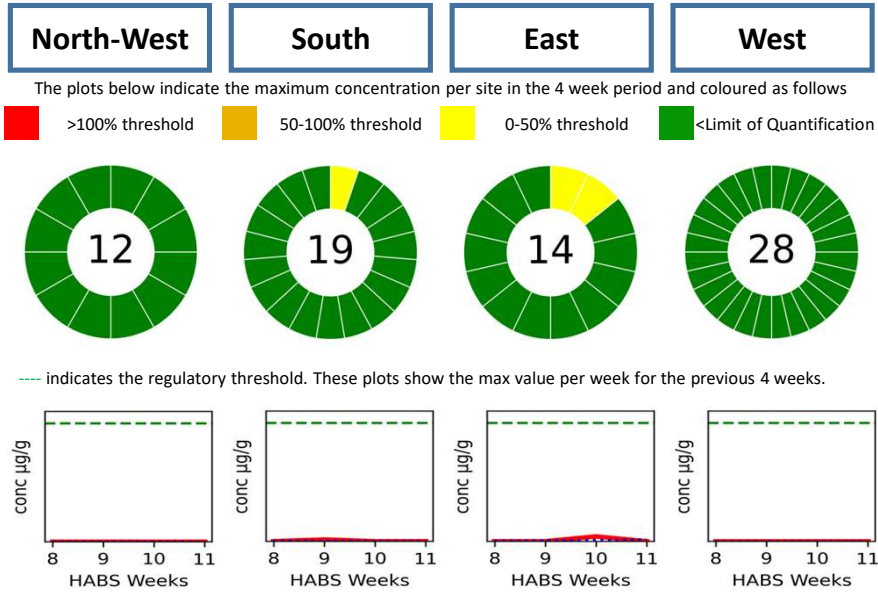 North-West South East West
The plots below indicate the maximum concentration per site in the 4 week period and coloured as follows
>100% threshold 50-100% threshold 0-50% threshold <Limit of Quantification
12 19 14 28
---- indicates the regulatory threshold. These plots show the max value per week for the previous 4 weeks.
conc µg/g conc µg/g conc µg/g conc µg/g
8 9 10 11 8 9 10 11 8 9 10 11 8 9 10 11
HABS Weeks HABS Weeks HABS Weeks HABS Weeks